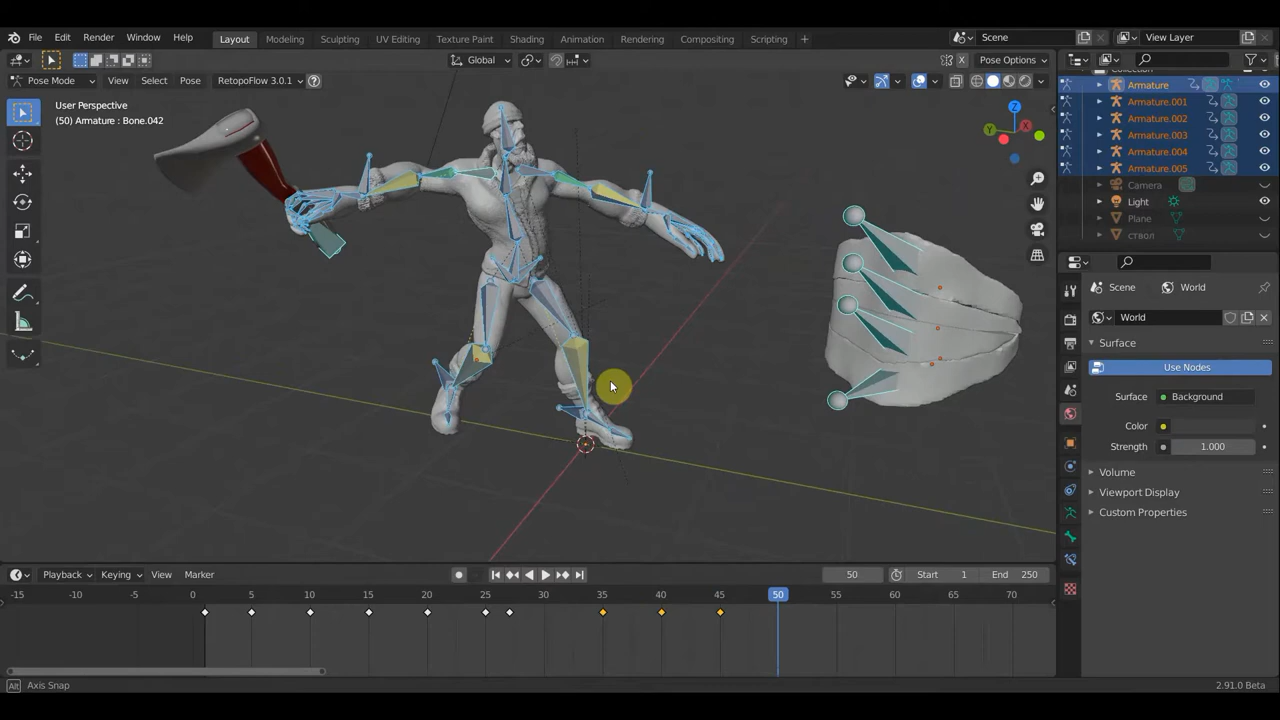 File Edit Render Window Help Layout Modeling Sculpting UV Editing Texture Paint Shading Animation Rendering Compositing Scripting + Scene View Layer
Global
Pose Mode View Select Pose RetopoFlow 3.0.1 X Pose Options
User Perspective
(50) Armature : Bone.042
Z
Y
X
Armature
Armature.001
Armature.002
Armature.003
Armature.004
Armature.005
Camera
Light
Plane
ствол
Scene World
World
Surface
Use Nodes
Surface Background
Color
Strength 1.000
Volume
Viewport Display
Custom Properties
Playback Keying View Marker 50 Start 1 End 250
-15 -10 -5 0 5 10 15 20 25 30 35 40 45 50 55 60 65 70
Alt Axis Snap 2.91.0 Beta